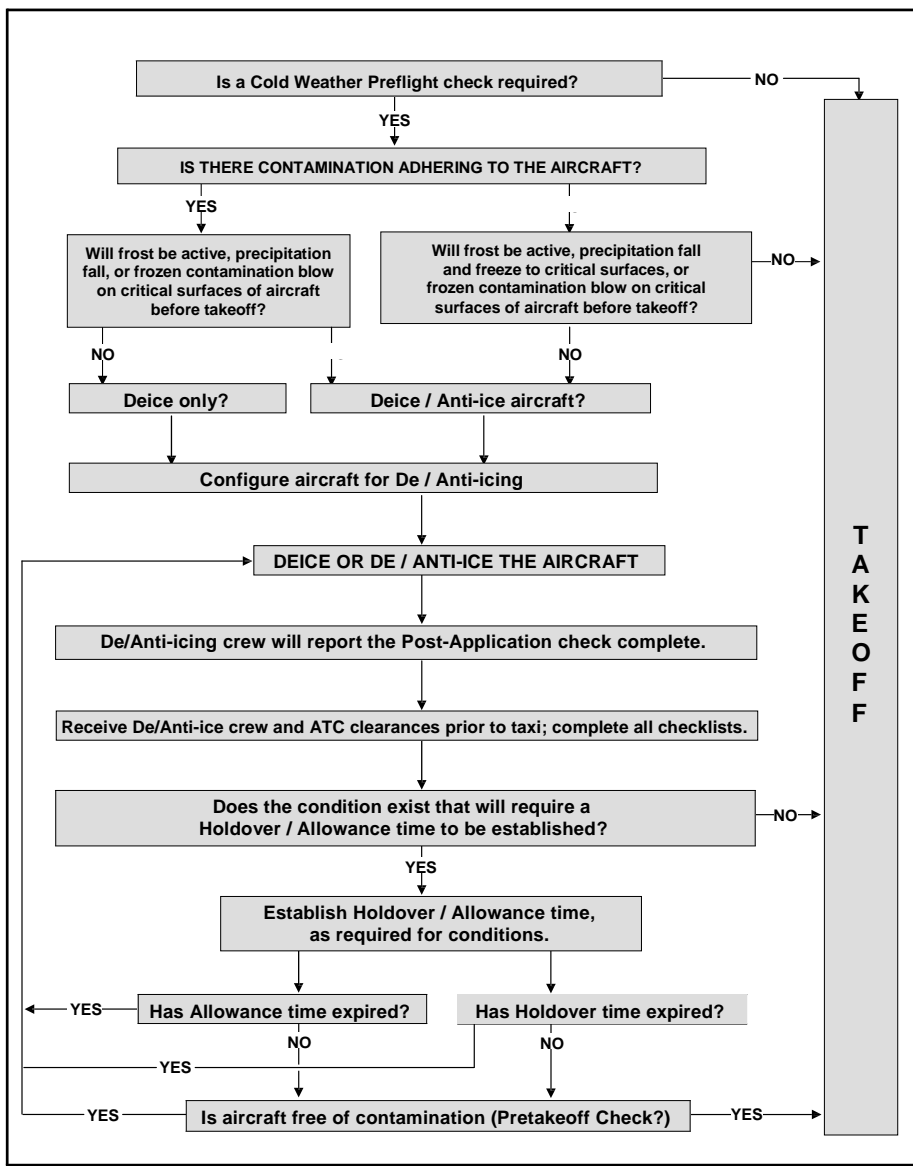 Is a Cold Weather Preflight check required?
NO
YES
IS THERE CONTAMINATION ADHERING TO THE AIRCRAFT?
YES
Will frost be active, precipitation
fall, or frozen contamination blow
on critical surfaces of aircraft
before takeoff?
Will frost be active, precipitation fall
and freeze to critical surfaces, or
frozen contamination blow on critical
surfaces of aircraft before takeoff?
NO
NO
NO
Deice only?
Deice / Anti-ice aircraft?
Configure aircraft for De / Anti-icing
DEICE OR DE / ANTI-ICE THE AIRCRAFT
De/Anti-icing crew will report the Post-Application check complete.
Receive De/Anti-ice crew and ATC clearances prior to taxi; complete all checklists.
Does the condition exist that will require a
Holdover / Allowance time to be established?
NO
YES
Establish Holdover / Allowance time,
as required for conditions.
YES
Has Allowance time expired?
Has Holdover time expired?
NO
NO
YES
YES
Is aircraft free of contamination (Pretakeoff Check?)
YES
T
A
K
E
O
F
F